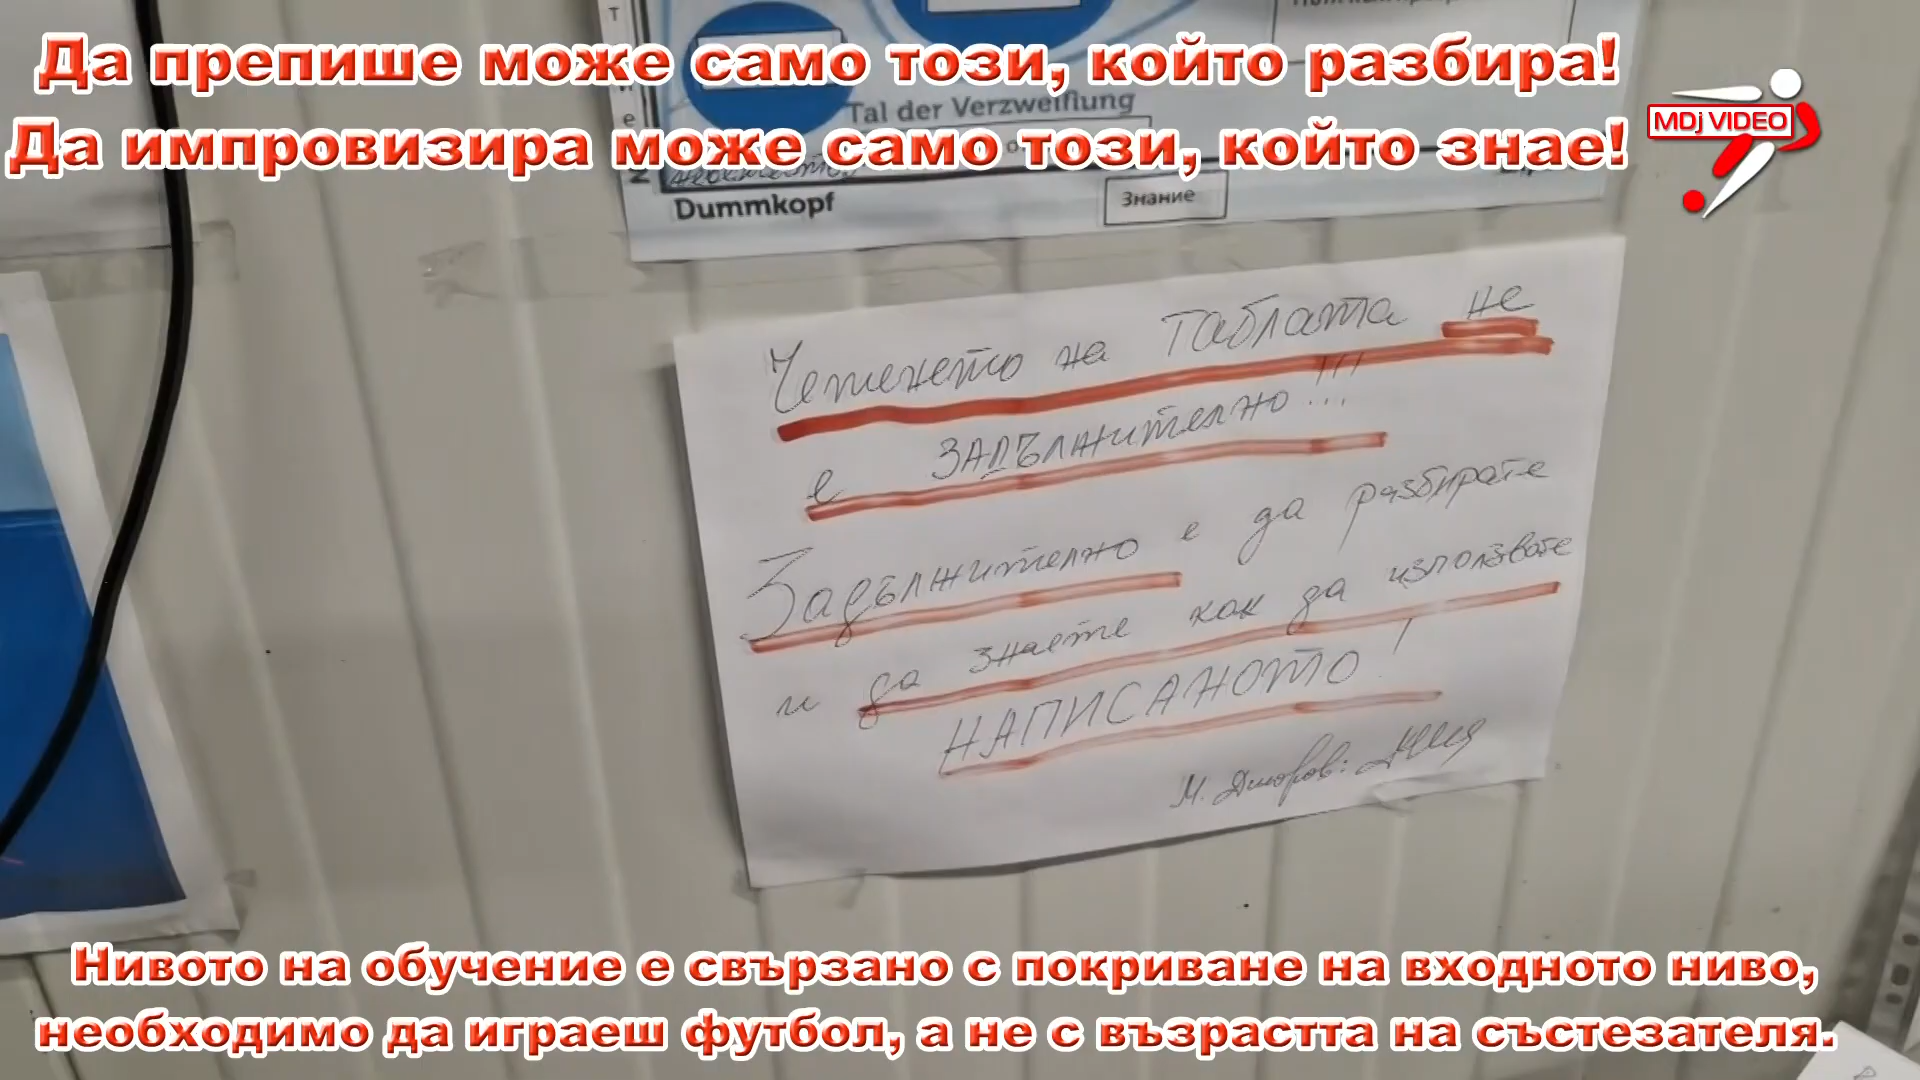 Да препише може само този, който разбира!
Да импровизира може само този, който знае!
MDj VIDEO
Tal der Verzweiflung
Dummkopf
Знание
Четенето на таблата не
е ЗАДЪЛжително!!!
Задължително е да разбирате
и да знаете как да използвате
НАПИСАНОТО!
М. Джоров:
Нивото на обучение е свързано с покриване на входното ниво,
необходимо да играеш футбол, а не с възрастта на състезателя.